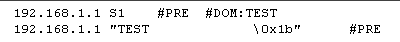 192.168.1.1 S1    #PRE  #DOM:TEST
192.168.1.1 "TEST           \0x1b"      #PRE